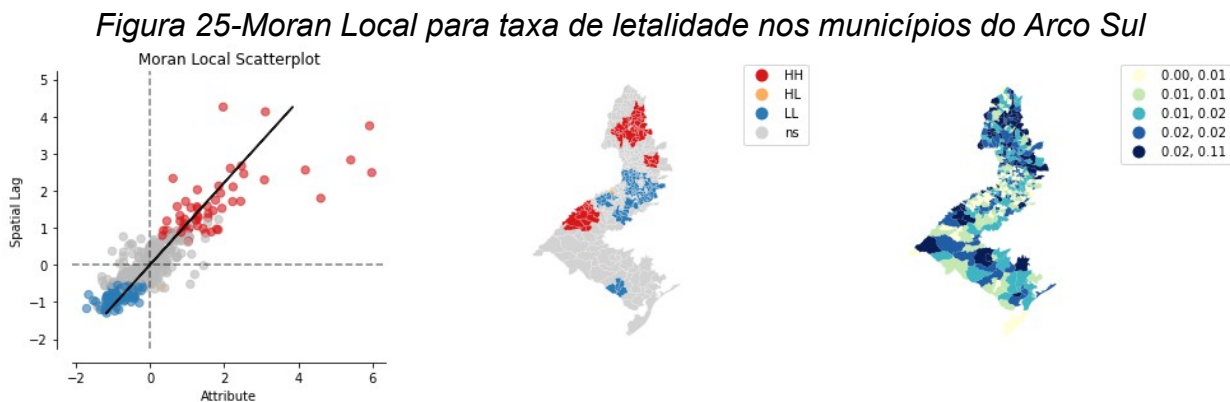 Figura 25-Moran Local para taxa de letalidade nos municípios do Arco Sul
Moran Local Scatterplot
5
4
3
2
1
0
−1
−2
Spatial Lag
−2
0
2
4
6
Attribute
HH
HL
LL
ns
0.00, 0.01
0.01, 0.01
0.01, 0.02
0.02, 0.02
0.02, 0.11